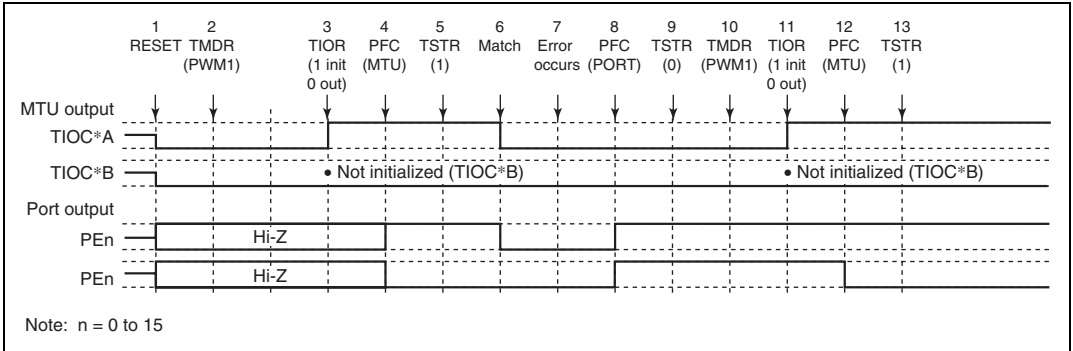 1 2 3 4 5 6 7 8 9 10 11 12 13
RESET TMDR TIOR PFC TSTR Match Error PFC TSTR TMDR TIOR PFC TSTR
(PWM1) (1 init (MTU) (1) occurs (PORT) (0) (PWM1) (1 init (MTU) (1)
0 out) 0 out)
MTU output
TIOC*A
TIOC*B • Not initialized (TIOC*B) • Not initialized (TIOC*B)
Port output
PEn Hi-Z
PEn Hi-Z
Note: n = 0 to 15